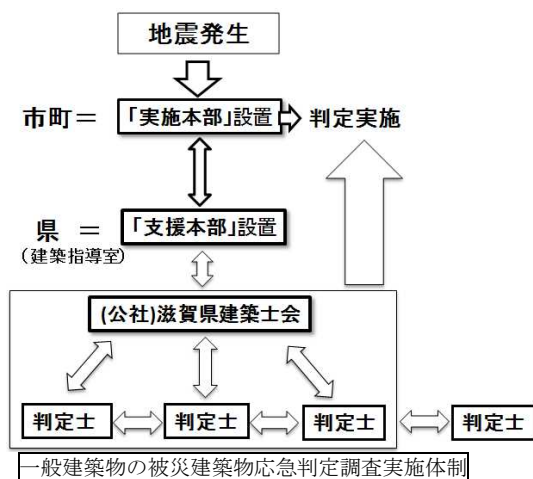 地震発生
市町＝ 「実施本部」設置 判定実施
県 ＝ 「支援本部」設置
(建築指導室)
(公社)滋賀県建築士会
判定士 判定士 判定士 判定士
一般建築物の被災建築物応急判定調査実施体制